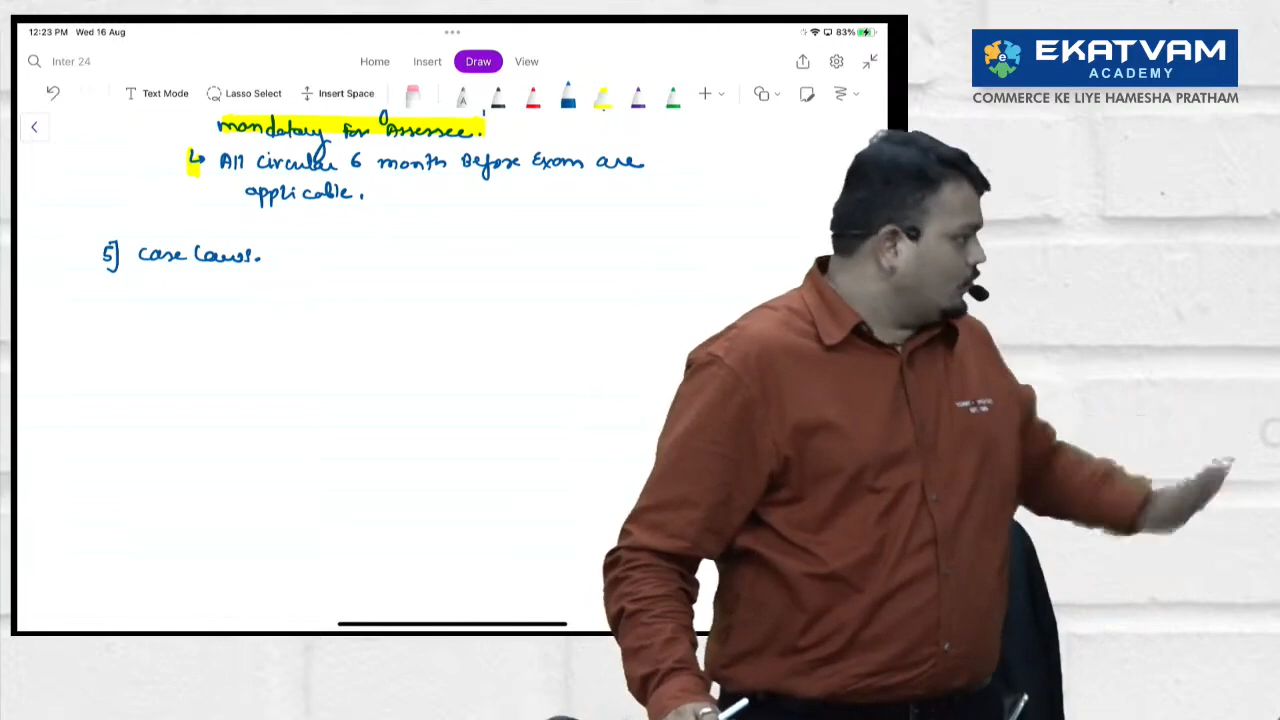 12:23 PM Wed 16 Aug
83%
Inter 24
Home Insert Draw View
Text Mode Lasso Select Insert Space
mandatory for Assessee.
All circular 6 month Before Exam are
applicable.
5] case laws.
EKATVAM
ACADEMY
COMMERCE KE LIYE HAMESHA PRATHAM